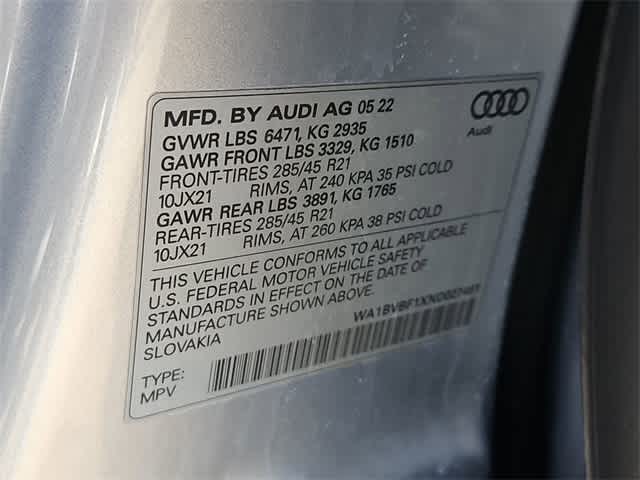 MFD. BY AUDI AG 05 22
GVWR LBS 6471, KG 2935
GAWR FRONT LBS 3329, KG 1510
FRONT-TIRES 285/45 R21
10JX21 RIMS, AT 240 KPA 35 PSI COLD
GAWR REAR LBS 3891, KG 1765
REAR-TIRES 285/45 R21
10JX21 RIMS, AT 260 KPA 38 PSI COLD
Audi
THIS VEHICLE CONFORMS TO ALL APPLICABLE
U.S. FEDERAL MOTOR VEHICLE SAFETY
STANDARDS IN EFFECT ON THE DATE OF
MANUFACTURE SHOWN ABOVE.
SLOVAKIA
TYPE:
MPV